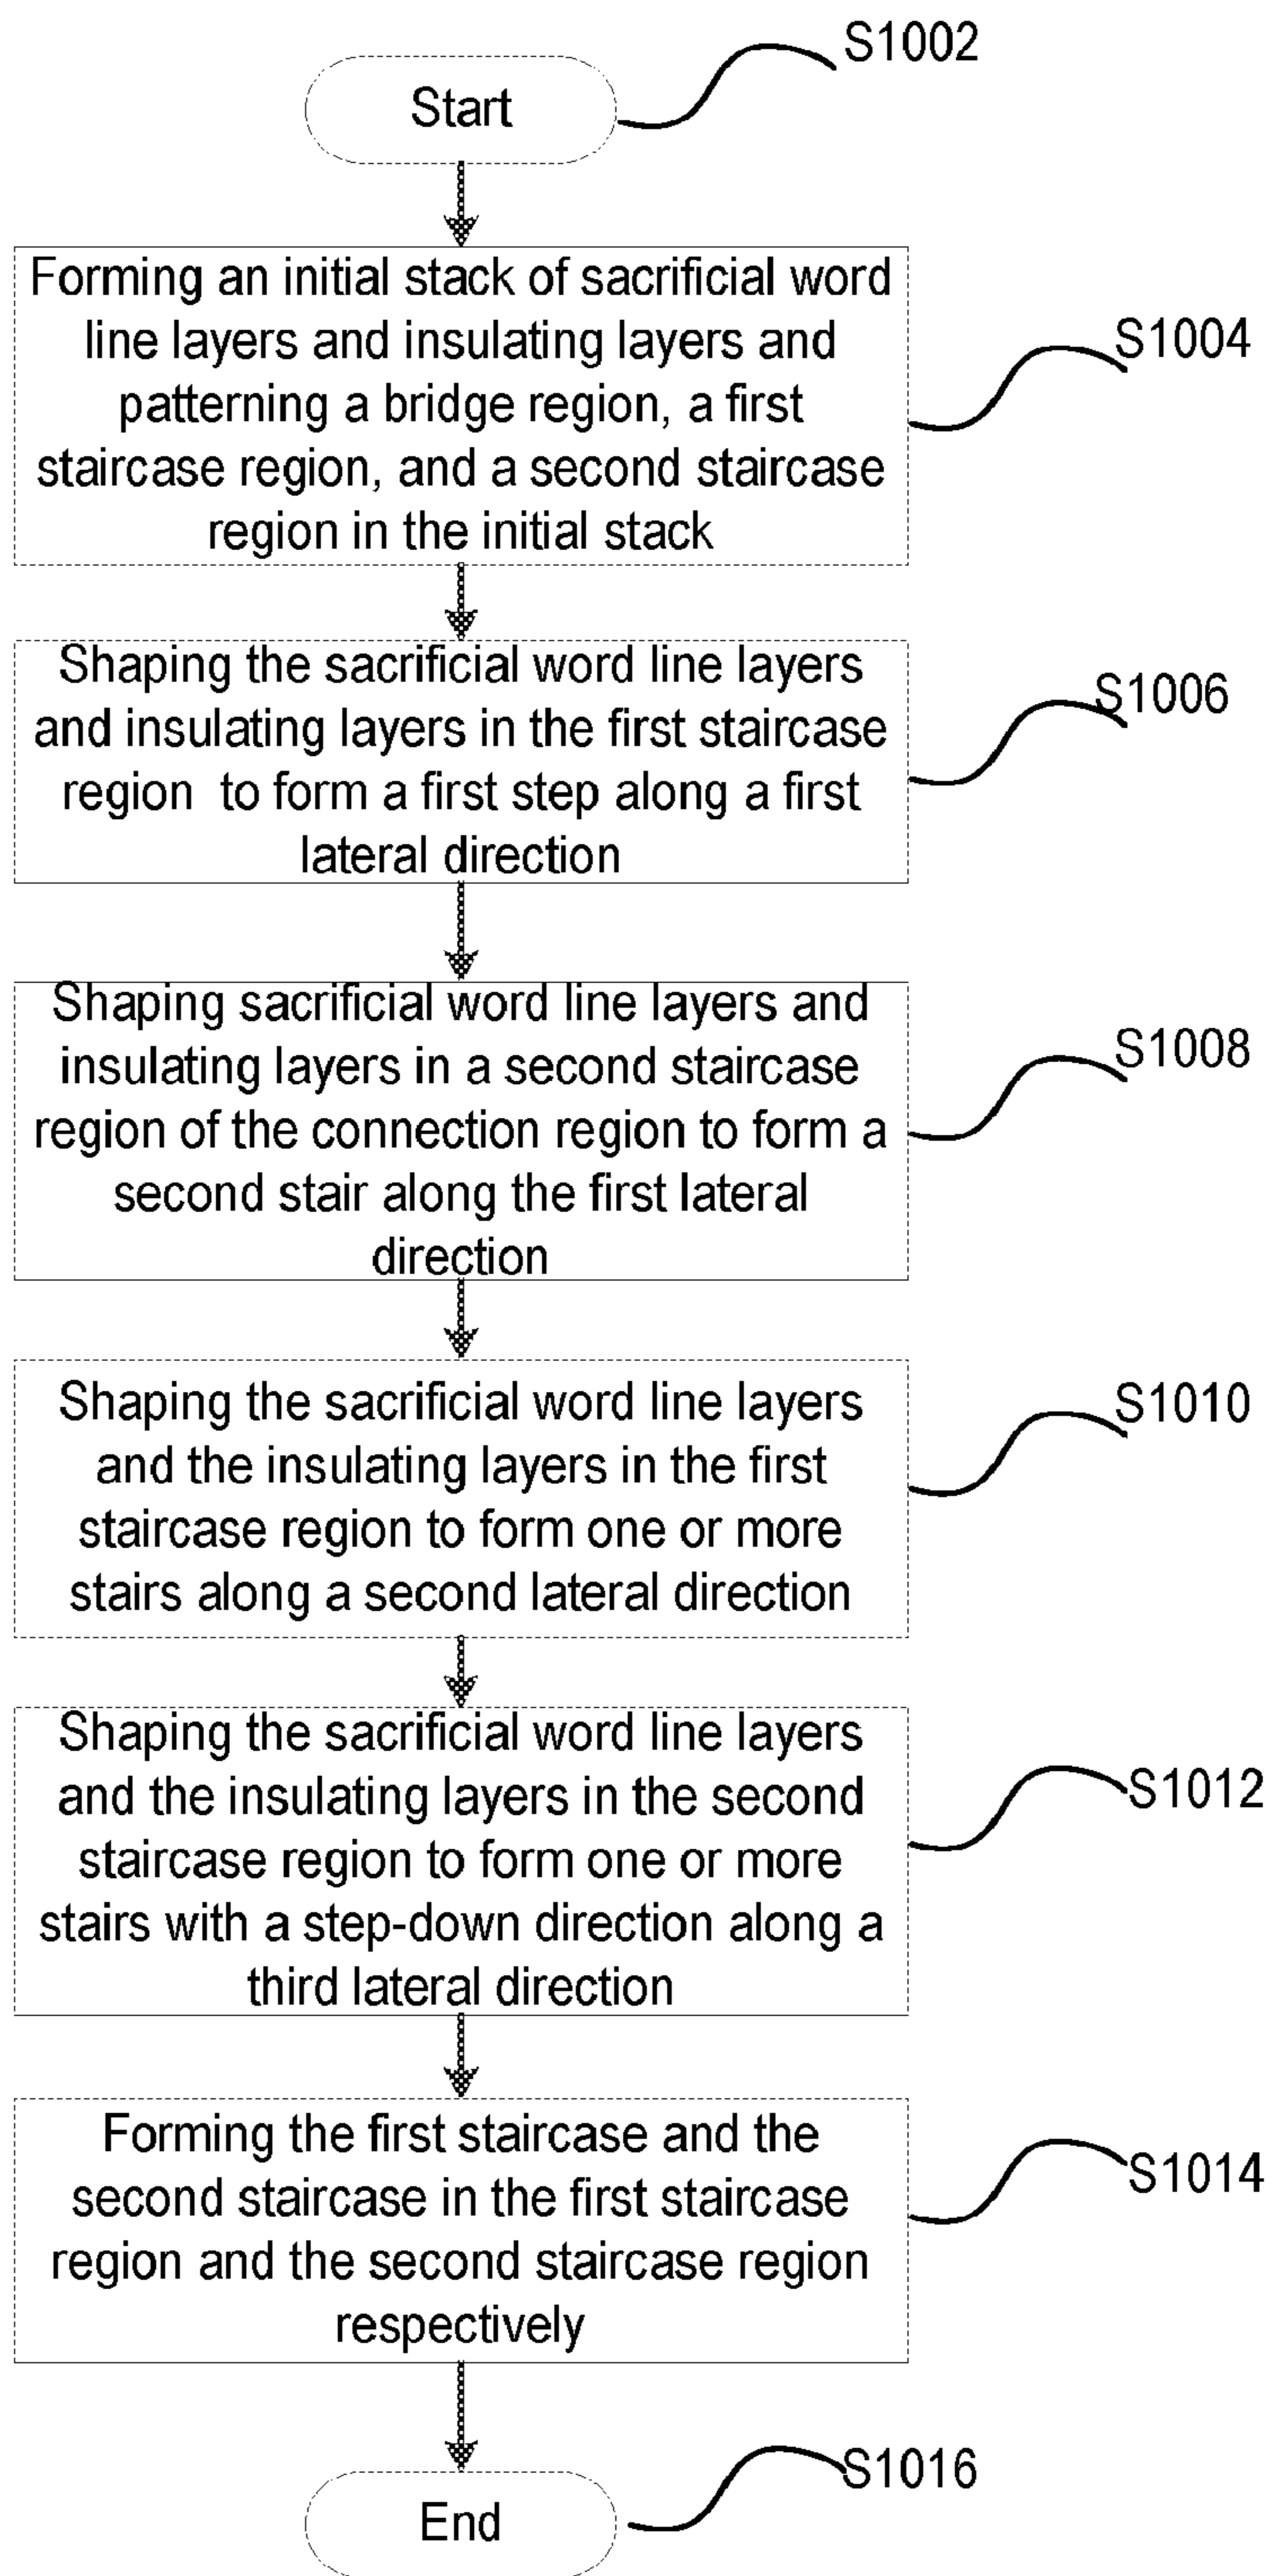 S1002
Start
Forming an initial stack of sacrificial word
line layers and insulating layers and
patterning a bridge region, a first
staircase region, and a second staircase
region in the initial stack
S1004
Shaping the sacrificial word line layers
and insulating layers in the first staircase
region to form a first step along a first
lateral direction
S1006
Shaping sacrificial word line layers and
insulating layers in a second staircase
region of the connection region to form a
second stair along the first lateral
direction
S1008
Shaping the sacrificial word line layers
and the insulating layers in the first
staircase region to form one or more
stairs along a second lateral direction
S1010
Shaping the sacrificial word line layers
and the insulating layers in the second
staircase region to form one or more
stairs with a step-down direction along a
third lateral direction
S1012
Forming the first staircase and the
second staircase in the first staircase
region and the second staircase region
respectively
S1014
End
S1016